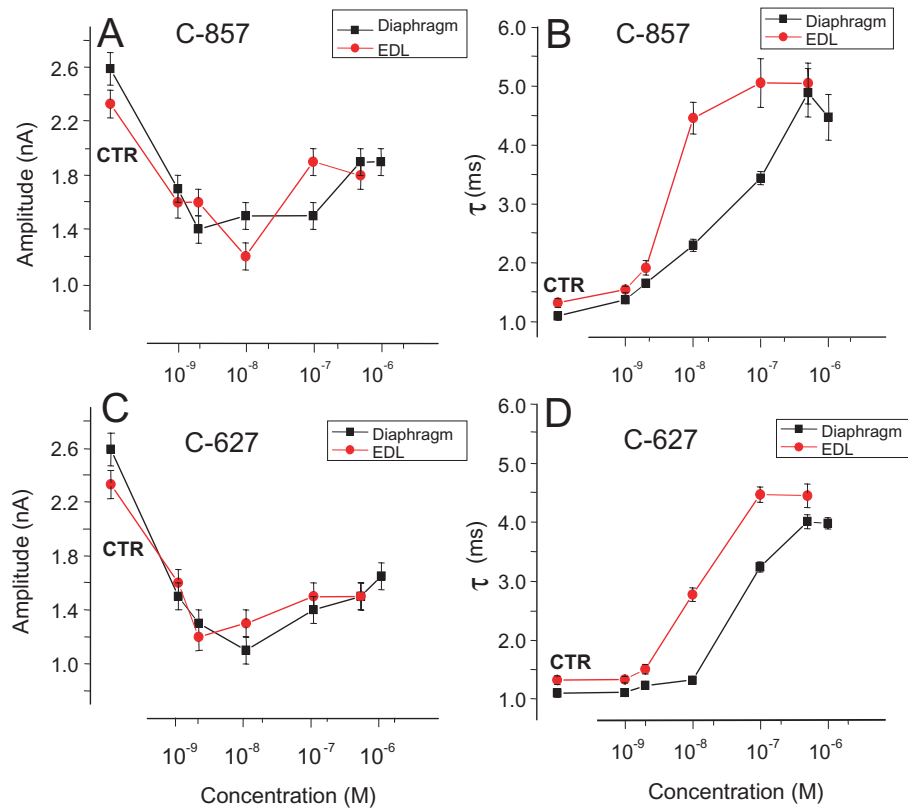 A
C-857
Diaphragm
EDL
2.6
2.2
1.8
1.4
1.0
Amplitude (nA)
CTR
10⁻⁹
10⁻⁸
10⁻⁷
10⁻⁶
B
C-857
Diaphragm
EDL
6.0
5.0
4.0
3.0
2.0
1.0
τ (ms)
CTR
10⁻⁹
10⁻⁸
10⁻⁷
10⁻⁶
Concentration (M)
C
C-627
Diaphragm
EDL
2.6
2.2
1.8
1.4
1.0
Amplitude (nA)
CTR
10⁻⁹
10⁻⁸
10⁻⁷
10⁻⁶
Concentration (M)
D
C-627
Diaphragm
EDL
6.0
5.0
4.0
3.0
2.0
1.0
τ (ms)
CTR
10⁻⁹
10⁻⁸
10⁻⁷
10⁻⁶
Concentration (M)